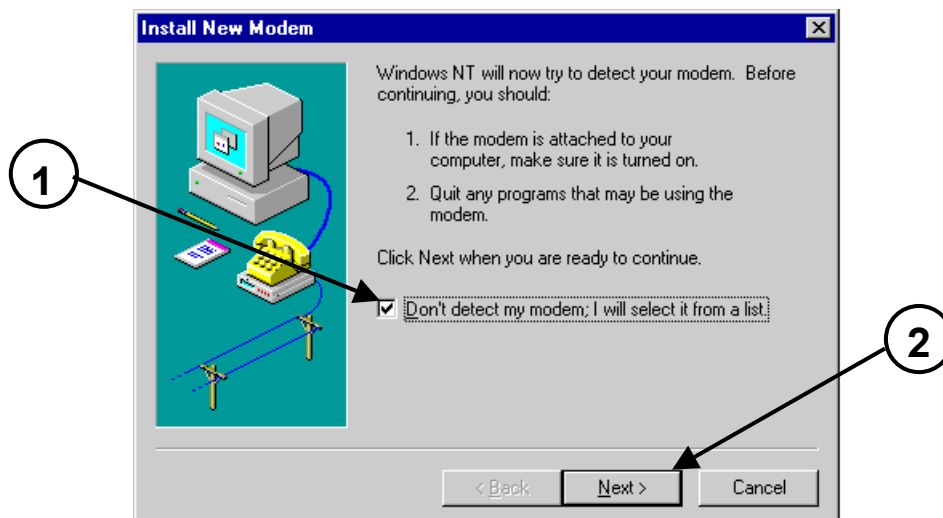 Install New Modem
Windows NT will now try to detect your modem. Before
continuing, you should:
1. If the modem is attached to your
computer, make sure it is turned on.
2. Quit any programs that may be using the
modem.
Click Next when you are ready to continue.
1
Don't detect my modem; I will select it from a list.
2
< Back
Next >
Cancel